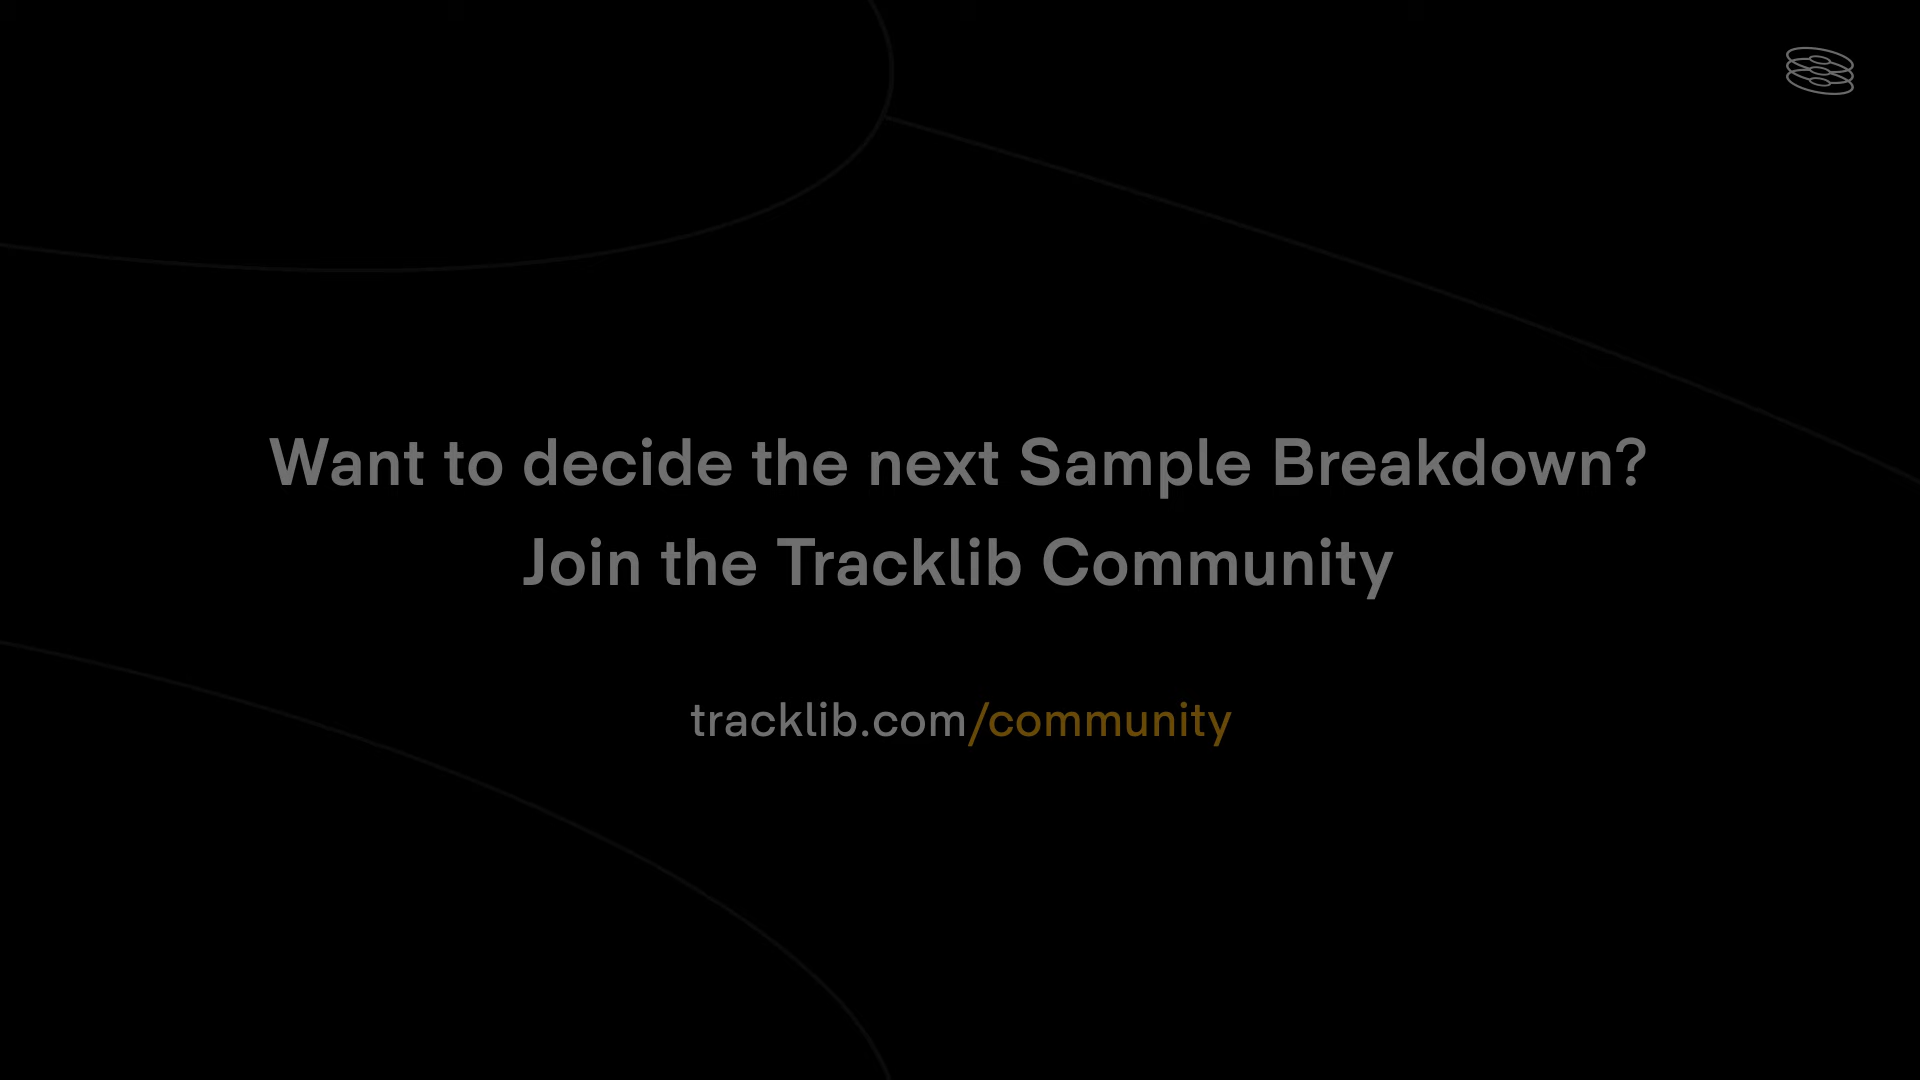 Want to decide the next Sample Breakdown?
Join the Tracklib Community
tracklib.com/community